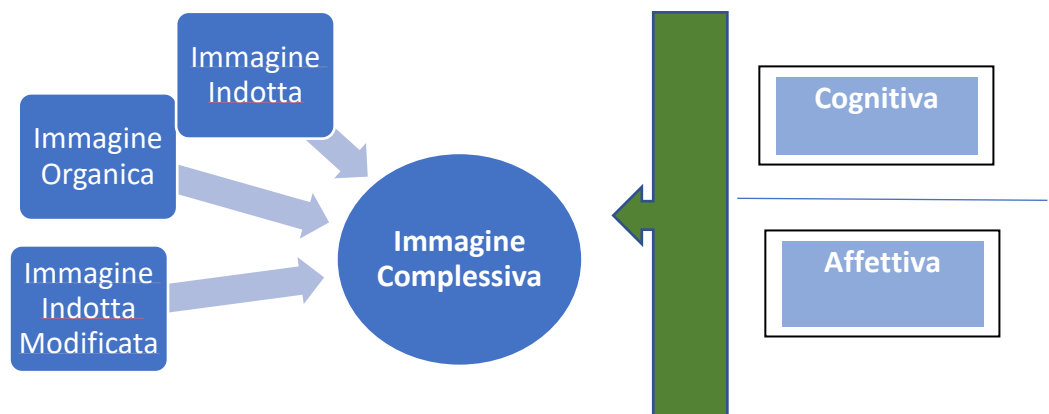 Immagine
Indotta
Immagine
Organica
Immagine
Indotta
Modificata
Immagine
Complessiva
Cognitiva
Affettiva